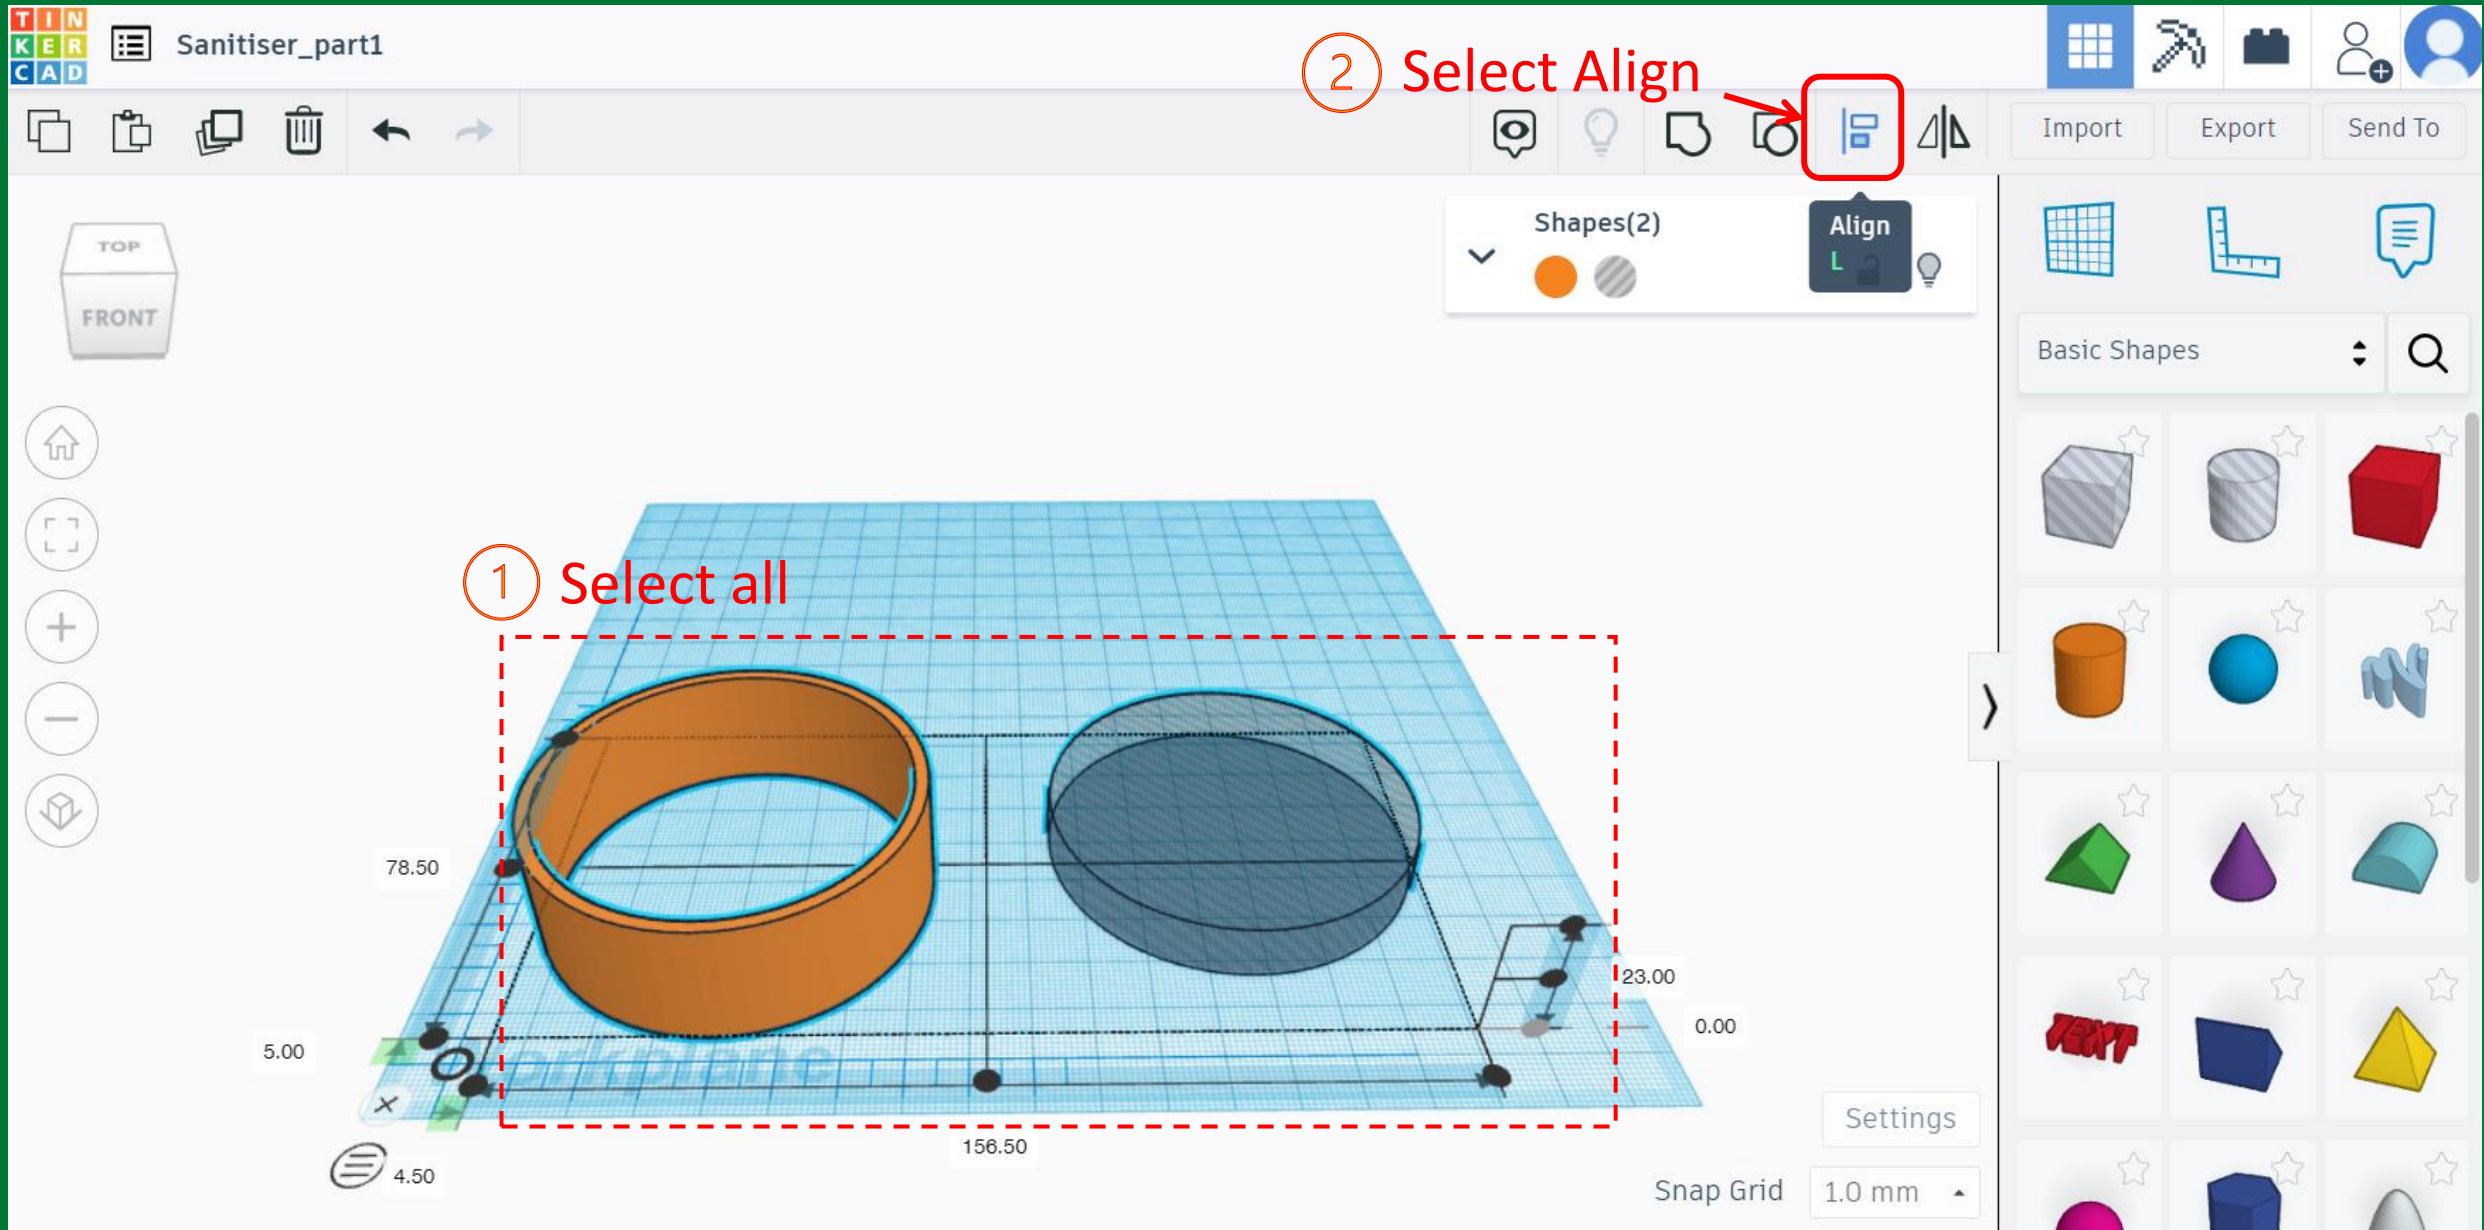 TIN
KER
CAD
Sanitiser_part1
2 Select Align
Import
Export
Send To
Shapes(2)
Align
L
TOP
FRONT
Basic Shapes
1 Select all
78.50
23.00
0.00
5.00
orkplane
156.50
4.50
TEXT
Settings
Snap Grid
1.0 mm